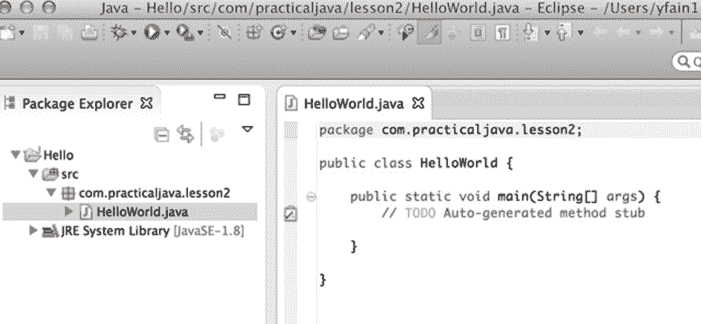 Java - Hello/src/com/practicaljava/lesson2/HelloWorld.java - Eclipse - /Users/yfain1
Package Explorer
Hello
src
com.practicaljava.lesson2
HelloWorld.java
JRE System Library [JavaSE-1.8]
HelloWorld.java
package com.practicaljava.lesson2;
public class HelloWorld {
public static void main(String[] args) {
// TODO Auto-generated method stub
}
}